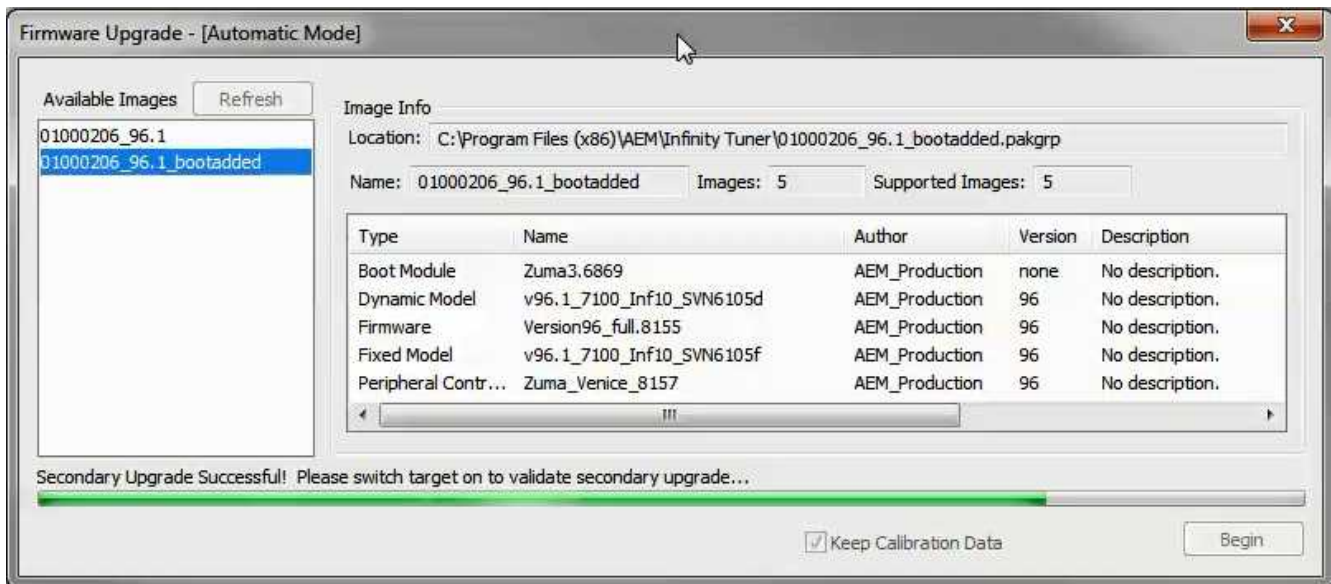 Firmware Upgrade - [Automatic Mode]
Available Images Refresh
01000206_96.1
01000206_96.1_bootadded
Image Info
Location: C:\Program Files (x86)\AEM\Infinity Tuner\01000206_96.1_bootadded.pakgrp
Name: 01000206_96.1_bootadded Images: 5 Supported Images: 5
Type Name Author Version Description
Boot Module Zuma3.6869 AEM_Production none No description.
Dynamic Model v96.1_7100_Inf10_SVN6105d AEM_Production 96 No description.
Firmware Version96_full.8155 AEM_Production 96 No description.
Fixed Model v96.1_7100_Inf10_SVN6105f AEM_Production 96 No description.
Peripheral Contr... Zuma_Venice_8157 AEM_Production 96 No description.
Secondary Upgrade Successful! Please switch target on to validate secondary upgrade...
Keep Calibration Data Begin